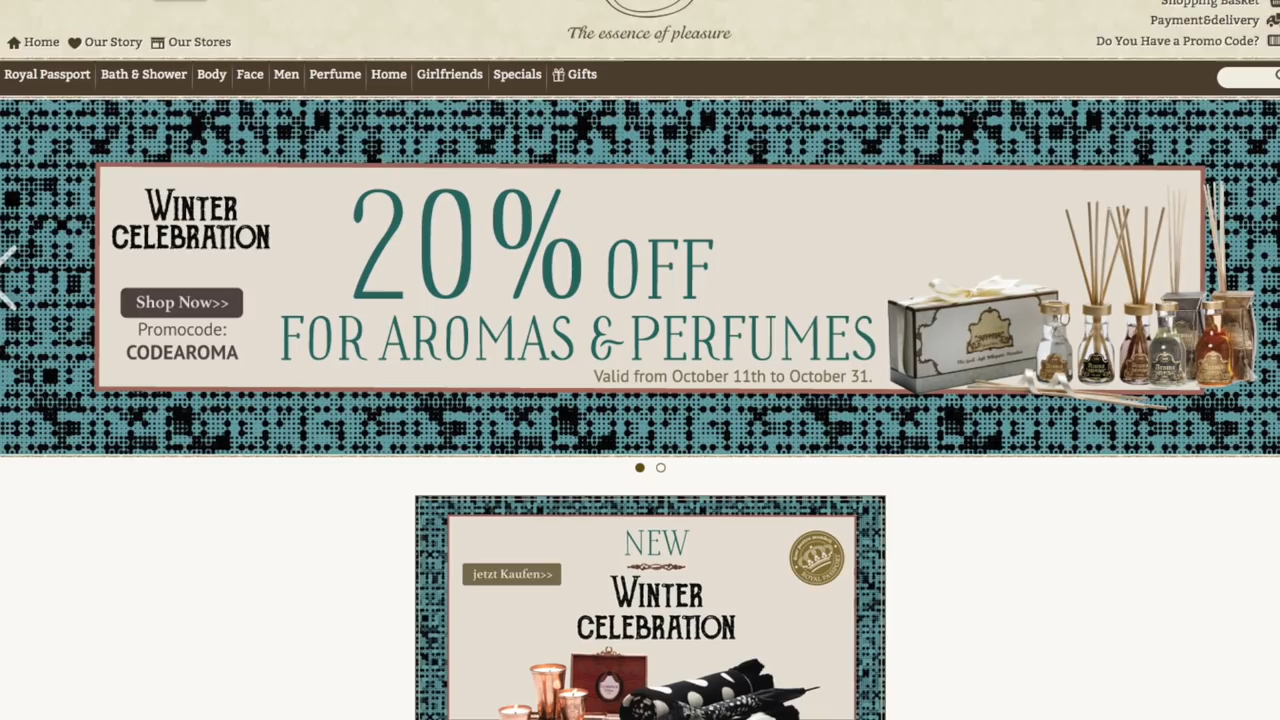 Shopping Basket
The essence of pleasure
Payment&delivery
Home Our Story Our Stores
Do You Have a Promo Code?
Royal Passport Bath & Shower Body Face Men Perfume Home Girlfriends Specials Gifts
WINTER
CELEBRATION
20% OFF
FOR AROMAS & PERFUMES
Shop Now>>
Promocode:
CODEAROMA
Valid from October 11th to October 31.
NEW
jetzt Kaufen>>
ROYAL PASSPORT
WINTER
CELEBRATION